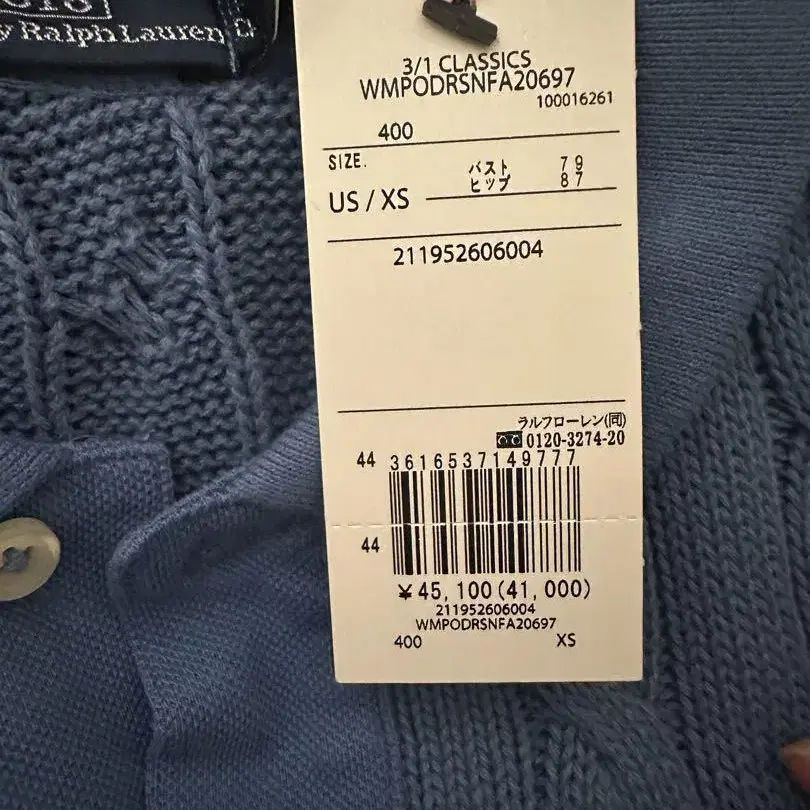 y Ralph Lauren
3/1 CLASSICS
WMPODRSNFA20697
100016261
400
SIZE.
バスト 79
US / XS ヒップ 87
211952606004
ラルフローレン(同)
0120-3274-20
44 3616537149777
44
¥45,100(41,000)
211952606004
WMPODRSNFA20697
400 XS